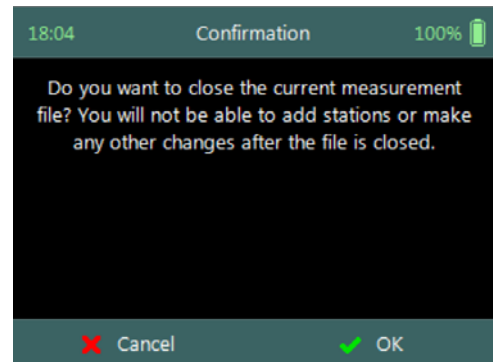 18:04 Confirmation 100%
Do you want to close the current measurement
file? You will not be able to add stations or make
any other changes after the file is closed.
Cancel OK